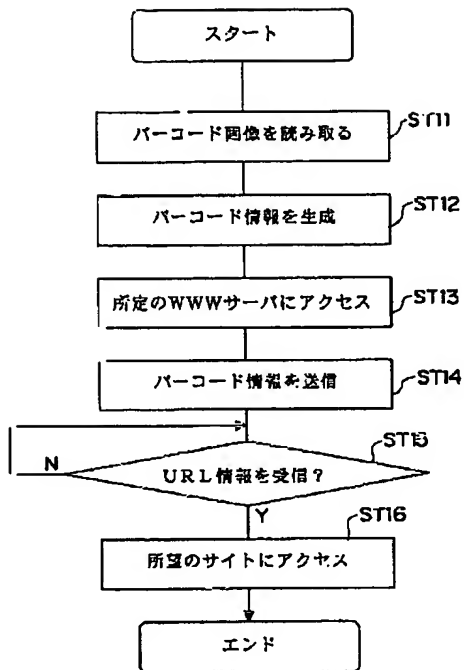 スタート
バーコード画像を読み取る
ST11
バーコード情報を生成
ST12
所定のWWWサーバにアクセス
ST13
バーコード情報を送信
ST14
URL情報を受信?
ST15
N
Y
所望のサイトにアクセス
ST16
エンド